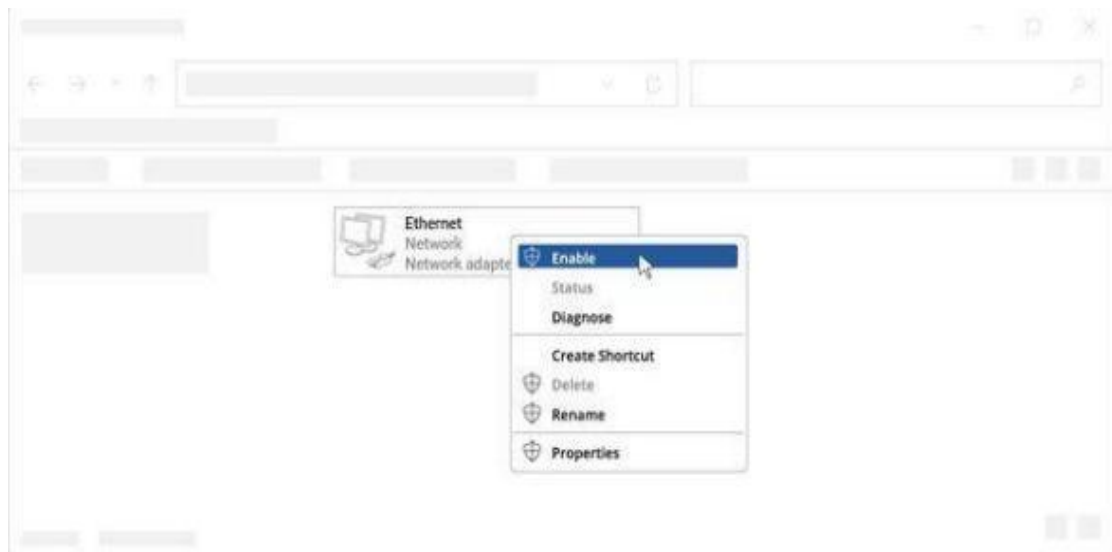 Ethernet
Network
Network adapte
Enable
Status
Diagnose
Create Shortcut
Delete
Rename
Properties